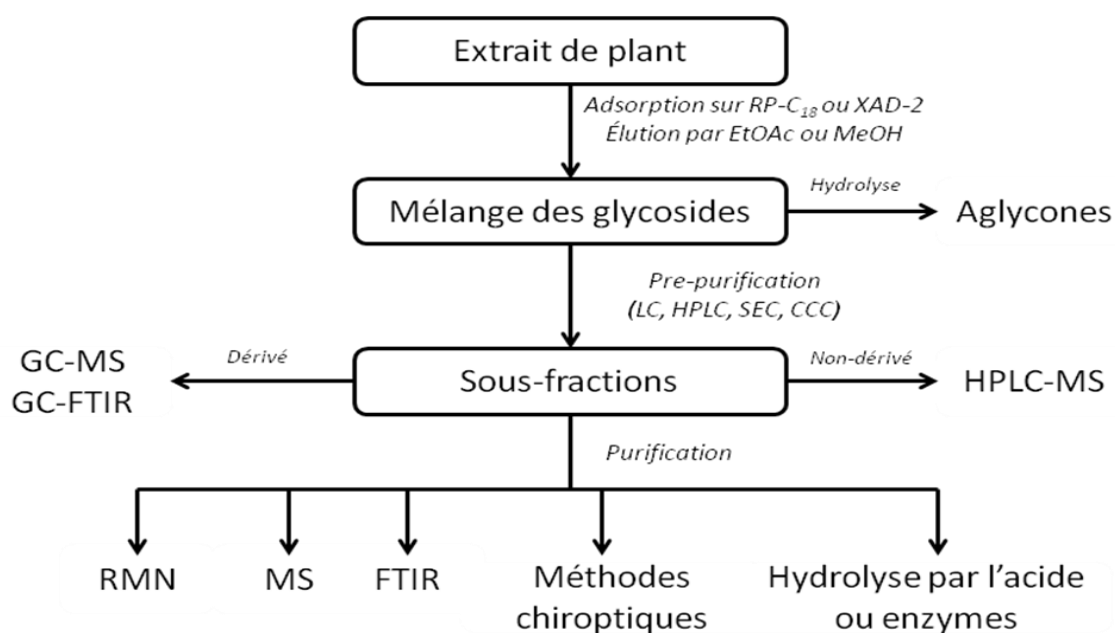 Extrait de plant
Adsorption sur RP-C18 ou XAD-2
Élution par EtOAc ou MeOH
Mélange des glycosides
Hydrolyse
Aglycones
Pre-purification
(LC, HPLC, SEC, CCC)
GC-MS
GC-FTIR
Dérivé
Sous-fractions
Non-dérivé
HPLC-MS
Purification
RMN
MS
FTIR
Méthodes
chiroptiques
Hydrolyse par l’acide
ou enzymes